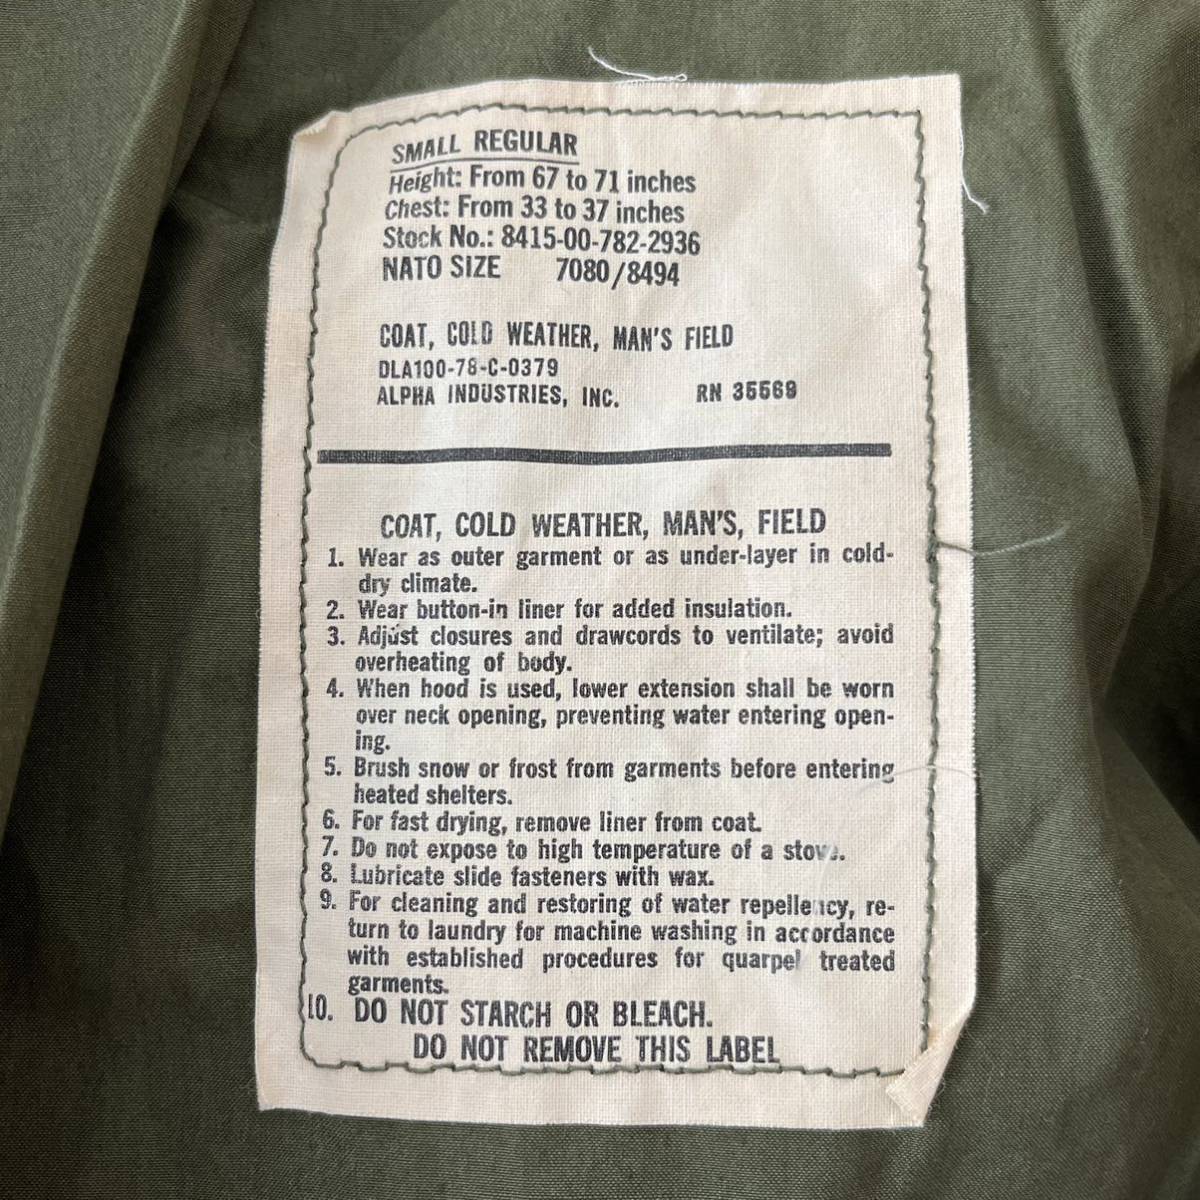 SMALL REGULAR
Height: From 67 to 71 inches
Chest: From 33 to 37 inches
Stock No.: 8415-00-782-2936
NATO SIZE 7080/8494
COAT, COLD WEATHER, MAN'S FIELD
DLA100-78-C-0379
ALPHA INDUSTRIES, INC. RN 35569
COAT, COLD WEATHER, MAN'S, FIELD
1. Wear as outer garment or as under-layer in cold-
dry climate.
2. Wear button-in liner for added insulation.
3. Adjust closures and drawcords to ventilate; avoid
overheating of body.
4. When hood is used, lower extension shall be worn
over neck opening, preventing water entering open-
ing.
5. Brush snow or frost from garments before entering
heated shelters.
6. For fast drying, remove liner from coat.
7. Do not expose to high temperature of a stove.
8. Lubricate slide fasteners with wax.
9. For cleaning and restoring of water repellency, re-
turn to laundry for machine washing in accordance
with established procedures for quarpel treated
garments.
10. DO NOT STARCH OR BLEACH.
DO NOT REMOVE THIS LABEL